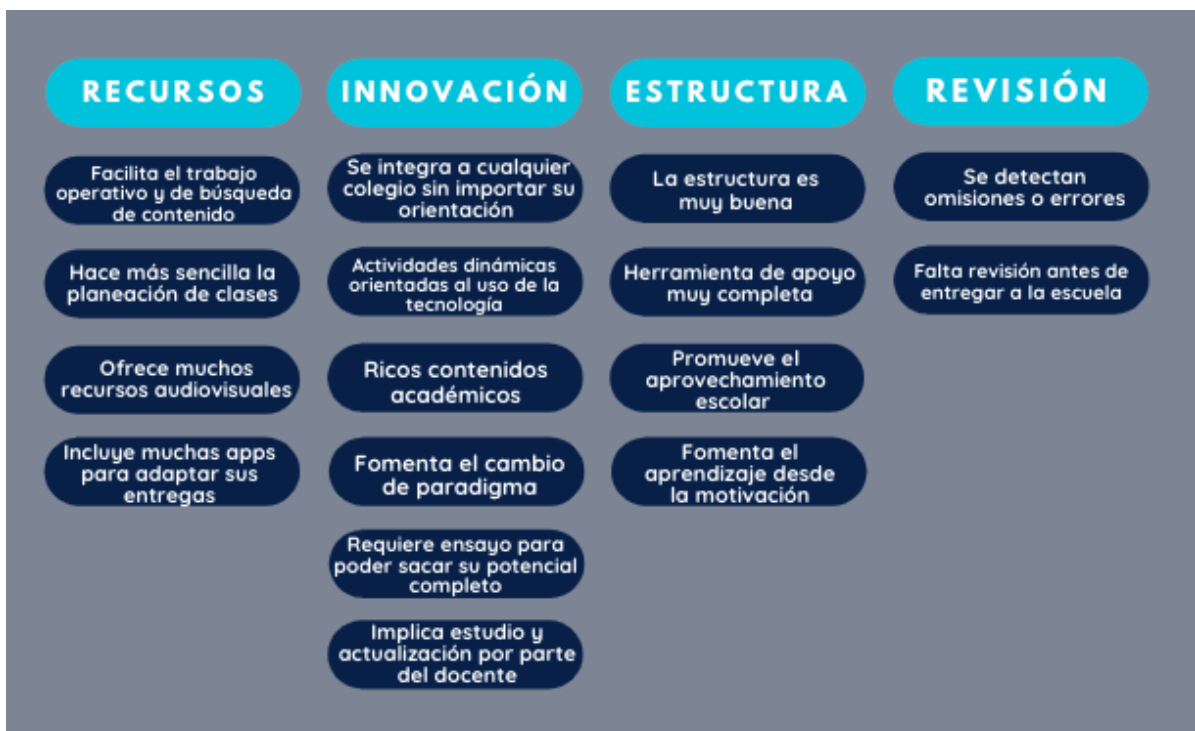 RECURSOS
Facilita el trabajo
operativo y de búsqueda
de contenido
Hace más sencilla la
planeación de clases
Ofrece muchos
recursos audiovisuales
Incluye muchas apps
para adaptar sus
entregas
INNOVACIÓN
Se integra a cualquier
colegio sin importar su
orientación
Actividades dinámicas
orientadas al uso de la
tecnología
Ricos contenidos
académicos
Fomenta el cambio
de paradigma
Requiere ensayo para
poder sacar su potencial
completo
Implica estudio y
actualización por parte
del docente
ESTRUCTURA
La estructura es
muy buena
Herramienta de apoyo
muy completa
Promueve el
aprovechamiento
escolar
Fomenta el
aprendizaje desde
la motivación
REVISIÓN
Se detectan
omisiones o errores
Falta revisión antes de
entregar a la escuela